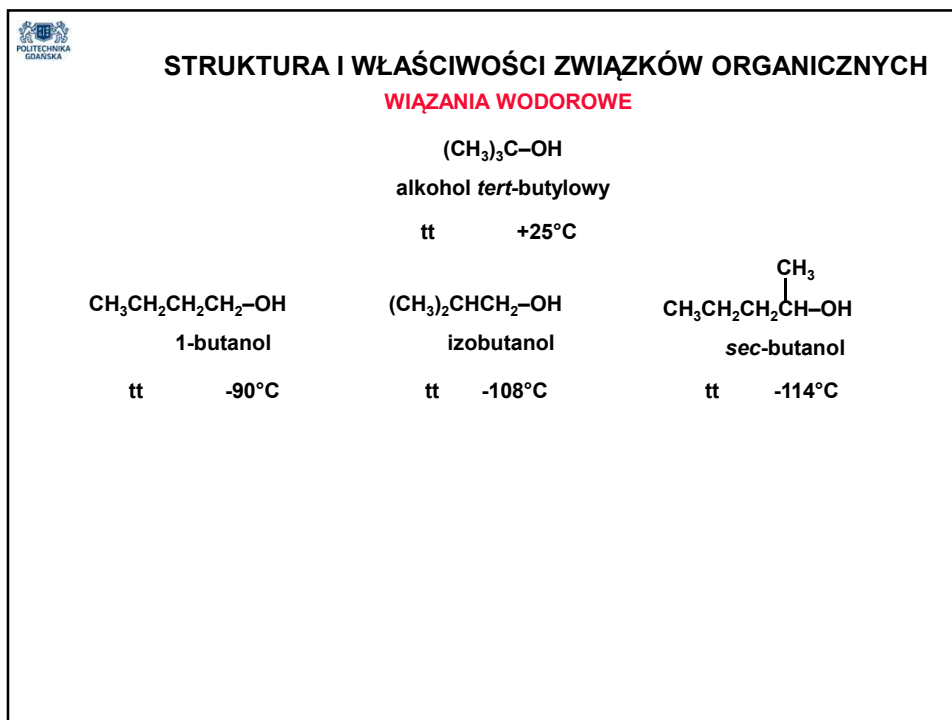 POLITECHNIKA
GDAŃSKA
STRUKTURA I WŁAŚCIWOŚCI ZWIĄZKÓW ORGANICZNYCH
WIĄZANIA WODOROWE
(CH₃)₃C–OH
alkohol tert-butylowy
tt +25°C
CH₃CH₂CH₂CH₂–OH
1-butanol
tt -90°C
(CH₃)₂CHCH₂–OH
izobutanol
tt -108°C
CH₃
CH₃CH₂CH₂CH–OH
sec-butanol
tt -114°C